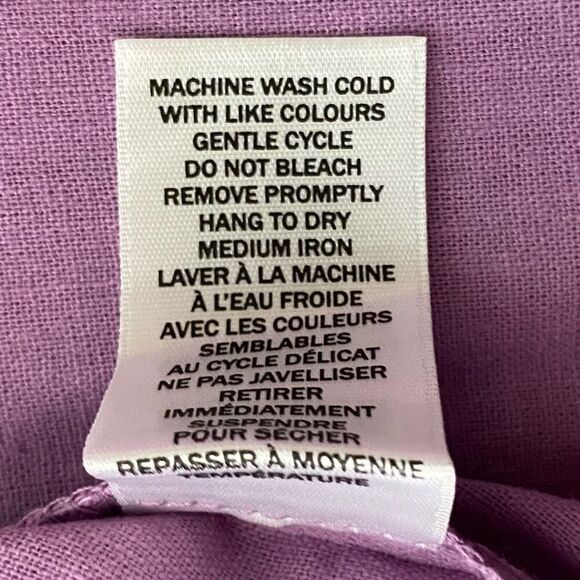 MACHINE WASH COLD
WITH LIKE COLOURS
GENTLE CYCLE
DO NOT BLEACH
REMOVE PROMPTLY
HANG TO DRY
MEDIUM IRON
LAVER À LA MACHINE
À L'EAU FROIDE
AVEC LES COULEURS
SEMBLABLES
AU CYCLE DÉLICAT
NE PAS JAVELLISER
RETIRER
IMMÉDIATEMENT
SUSPENDRE
POUR SÉCHER
REPASSER À MOYENNE
TEMPÉRATURE